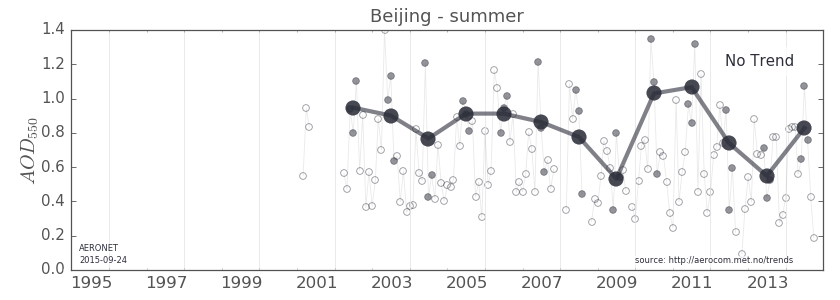 Beijing - summer
1.4
1.2
1.0
0.8
0.6
0.4
0.2
0.0
AOD550
No Trend
AERONET
2015-09-24
source: http://aerocom.met.no/trends
1995 1997 1999 2001 2003 2005 2007 2009 2011 2013